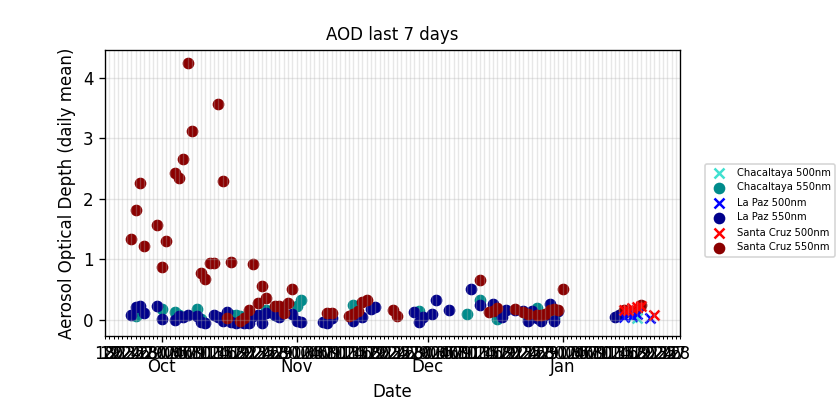 AOD last 7 days
Aerosol Optical Depth (daily mean)
4
3
2
1
0
Oct
Nov
Dec
Jan
Date
Chacaltaya 500nm
Chacaltaya 550nm
La Paz 500nm
La Paz 550nm
Santa Cruz 500nm
Santa Cruz 550nm